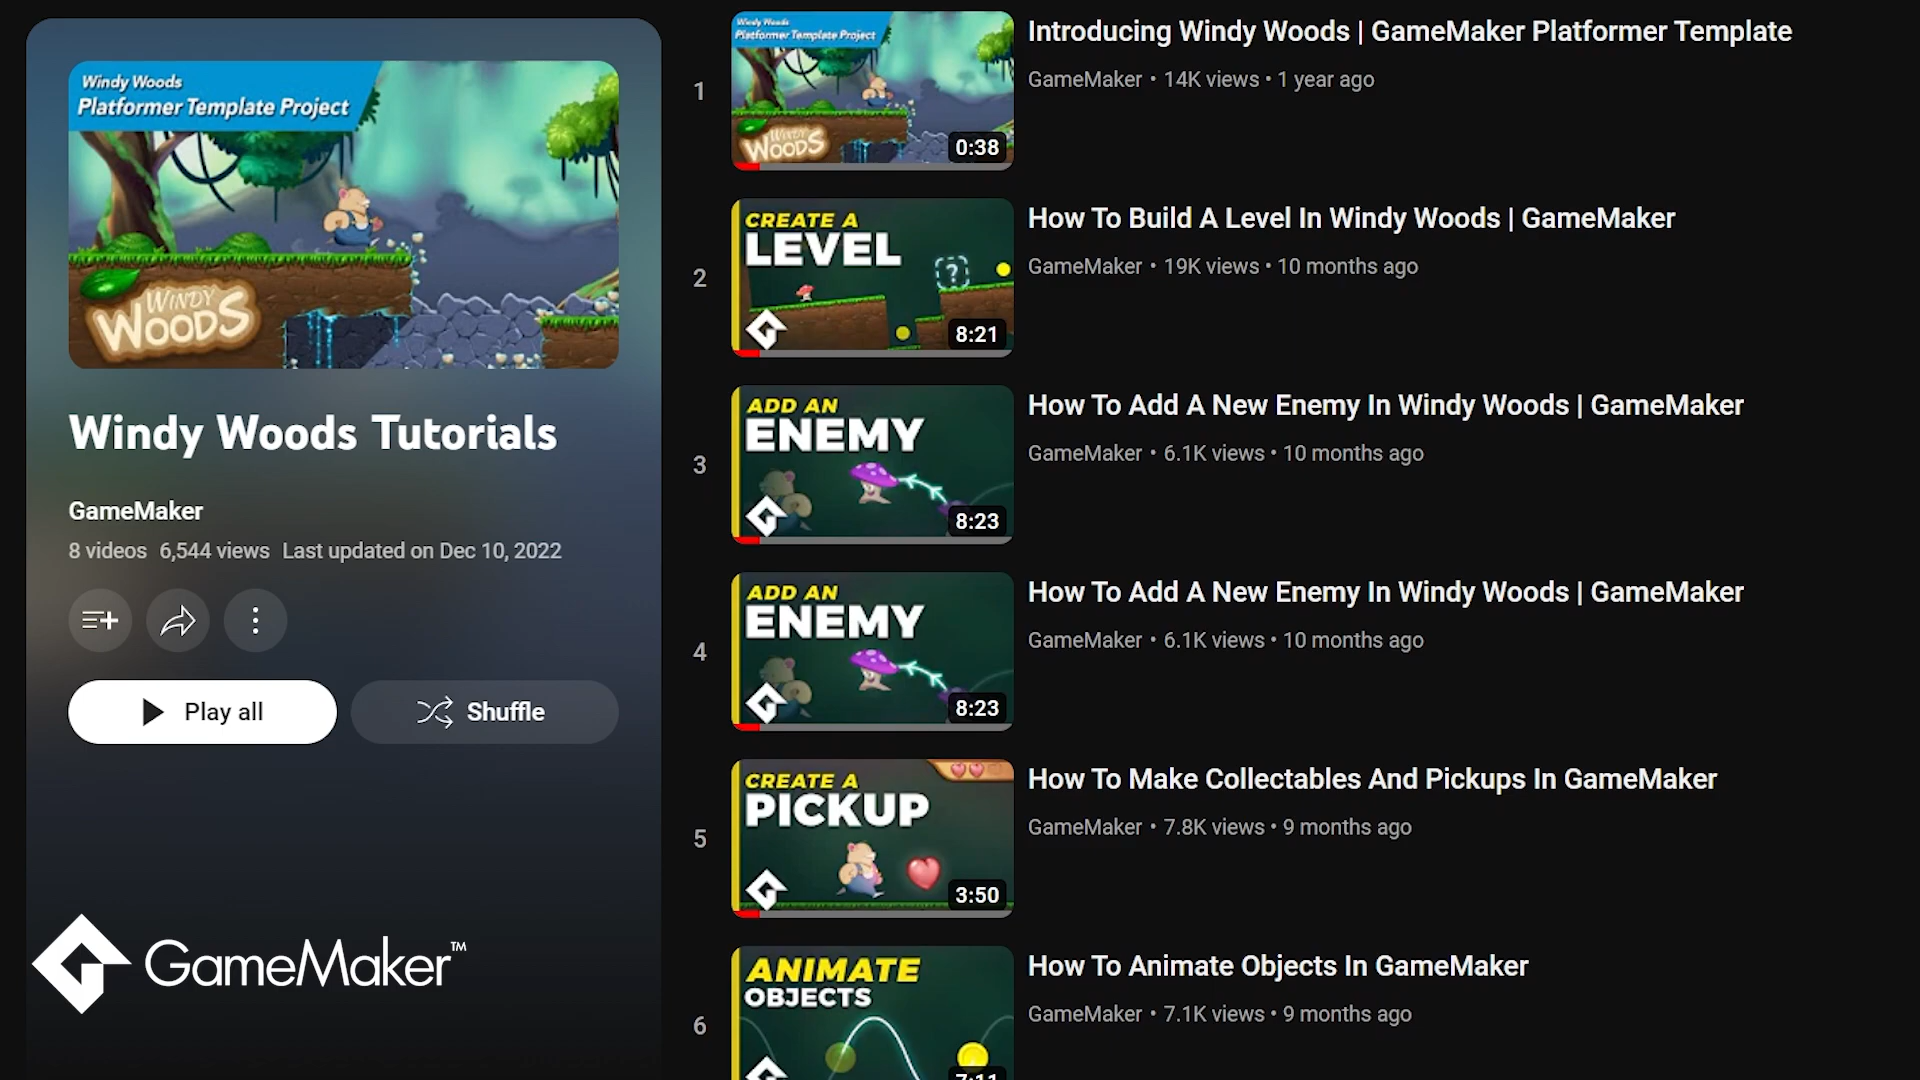 Windy Woods
Platformer Template Project
WINDY
WOODS
Windy Woods Tutorials
GameMaker
8 videos 6,544 views Last updated on Dec 10, 2022
Play all
Shuffle
GameMaker™
1
Windy Woods
Platformer Template Project
WINDY
WOODS
0:38
Introducing Windy Woods | GameMaker Platformer Template
GameMaker • 14K views • 1 year ago
2
CREATE A
LEVEL
?
8:21
How To Build A Level In Windy Woods | GameMaker
GameMaker • 19K views • 10 months ago
3
ADD AN
ENEMY
8:23
How To Add A New Enemy In Windy Woods | GameMaker
GameMaker • 6.1K views • 10 months ago
4
ADD AN
ENEMY
8:23
How To Add A New Enemy In Windy Woods | GameMaker
GameMaker • 6.1K views • 10 months ago
5
CREATE A
PICKUP
3:50
How To Make Collectables And Pickups In GameMaker
GameMaker • 7.8K views • 9 months ago
6
ANIMATE
OBJECTS
7:11
How To Animate Objects In GameMaker
GameMaker • 7.1K views • 9 months ago